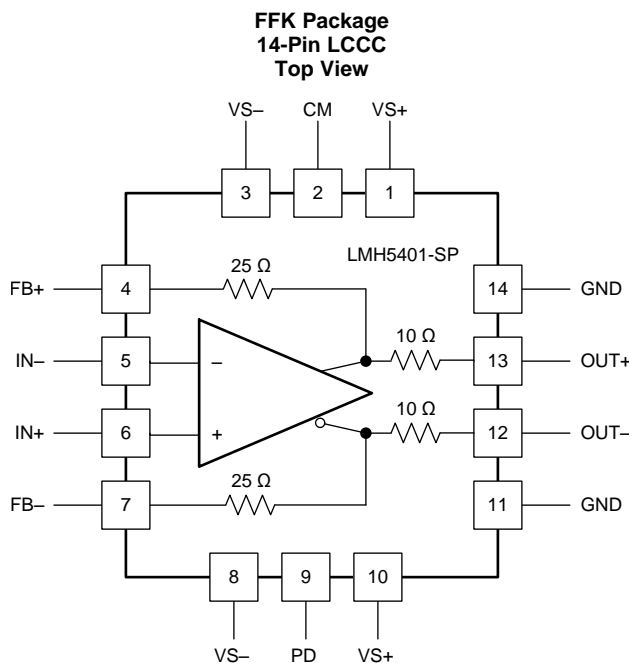 FFK Package
14-Pin LCCC
Top View
VS– CM VS+
3 2 1
LMH5401-SP
25 Ω
FB+ 4 14 GND
IN– 5 – 10 Ω 13 OUT+
IN+ 6 + 10 Ω 12 OUT–
25 Ω
FB– 7 11 GND
8 9 10
VS– PD VS+